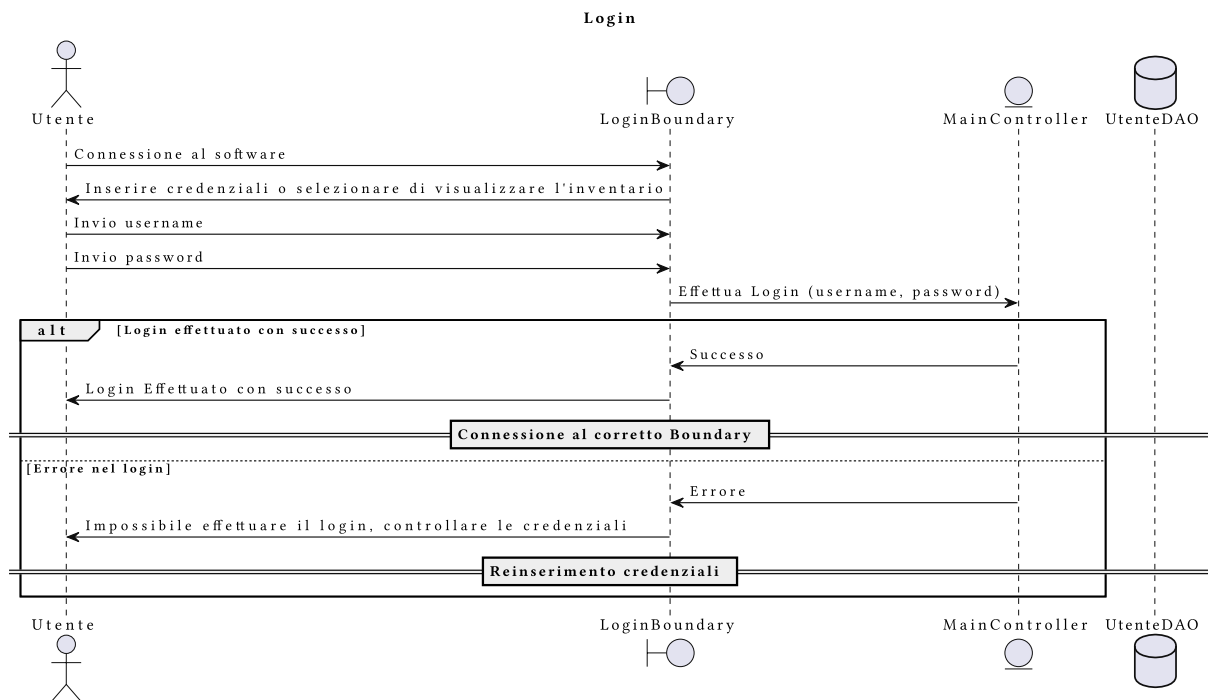 Login
Utente
LoginBoundary
MainController
UtenteDAO
Connessione al software
Inserire credenziali o selezionare di visualizzare l'inventario
Invio username
Invio password
Effettua Login (username, password)
alt
[Login effettuato con successo]
Successo
Login Effettuato con successo
Connessione al corretto Boundary
[Errore nel login]
Errore
Impossibile effettuare il login, controllare le credenziali
Reinserimento credenziali
Utente
LoginBoundary
MainController
UtenteDAO